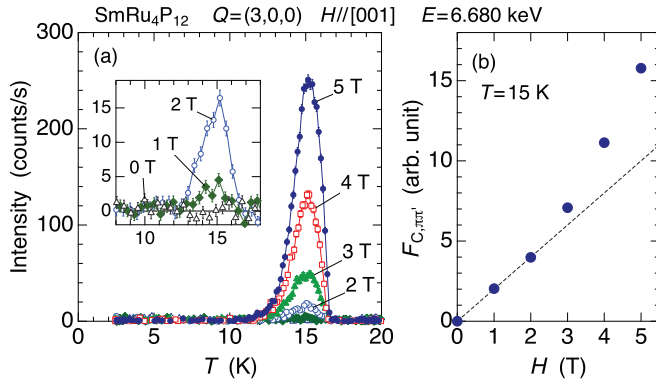 SmRu₄P₁₂ Q=(3,0,0) H//[001] E=6.680 keV
(a)
Intensity (counts/s)
300
200
100
0
0 5 10 15 20
T (K)
5 T
4 T
3 T
2 T
15
10
5
0
10 15
2 T
1 T
0 T
(b)
T=15 K
F_C,ππ' (arb. unit)
15
10
5
0
0 1 2 3 4 5
H (T)